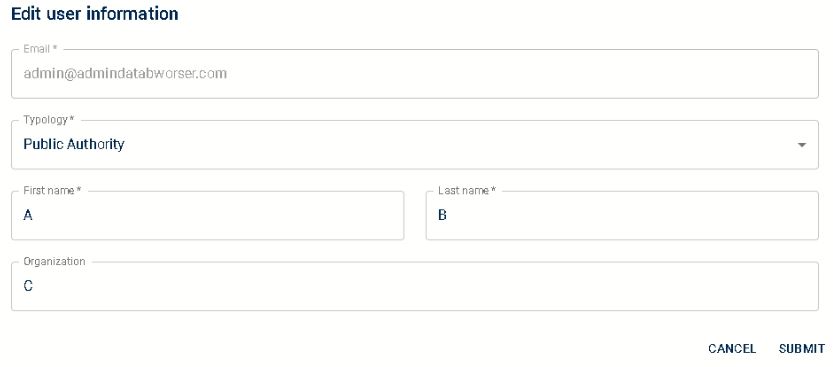 Edit user information
Email *
admin@admindatabworser.com
Typology *
Public Authority
First name *
Last name *
A
B
Organization
C
CANCEL
SUBMIT